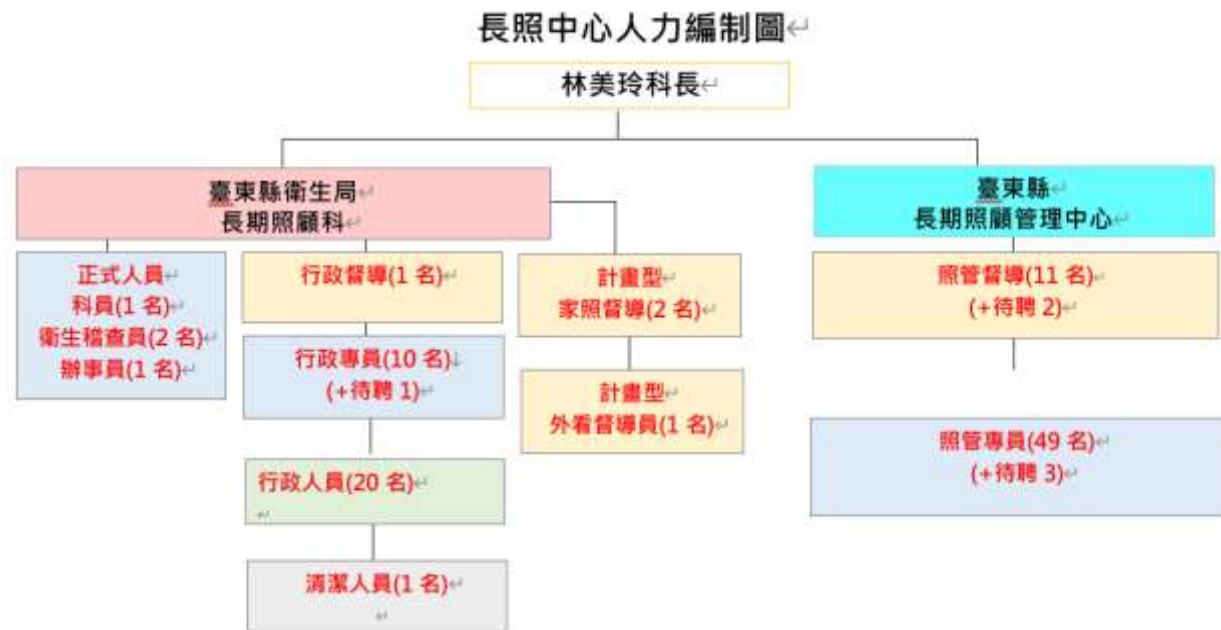 長照中心人力編制圖
林美玲科長
臺東縣衛生局
長期照顧科
臺東縣
長期照顧管理中心
正式人員
科員(1 名)
衛生稽查員(2 名)
辦事員(1 名)
行政督導(1 名)
行政專員(10 名)
(+待聘 1)
行政人員(20 名)
清潔人員(1 名)
計畫型
家照督導(2 名)
計畫型
外看督導員(1 名)
照管督導(11 名)
(+待聘 2)
照管專員(49 名)
(+待聘 3)